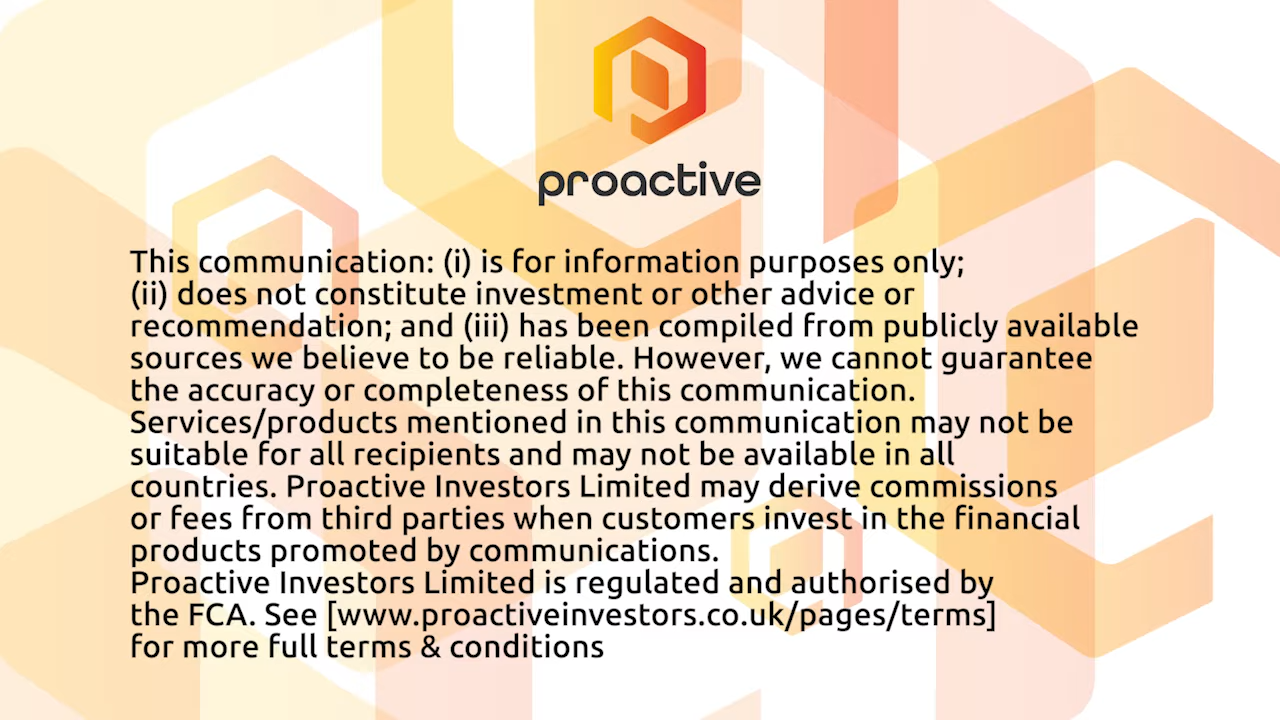 proactive
This communication: (i) is for information purposes only;
(ii) does not constitute investment or other advice or
recommendation; and (iii) has been compiled from publicly available
sources we believe to be reliable. However, we cannot guarantee
the accuracy or completeness of this communication.
Services/products mentioned in this communication may not be
suitable for all recipients and may not be available in all
countries. Proactive Investors Limited may derive commissions
or fees from third parties when customers invest in the financial
products promoted by communications.
Proactive Investors Limited is regulated and authorised by
the FCA. See [www.proactiveinvestors.co.uk/pages/terms]
for more full terms & conditions